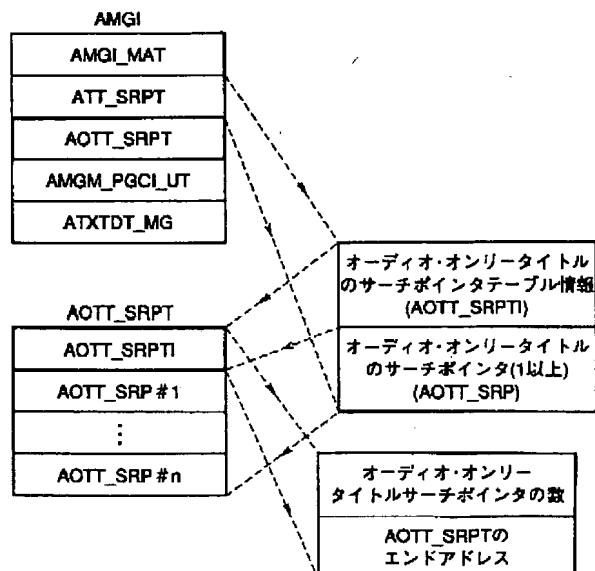 AMGI
AMGI_MAT
ATT_SRPT
AOTT_SRPT
AMGM_PGCI_UT
ATXTDT_MG
オーディオ・オンリータイトル
のサーチポインタテーブル情報
(AOTT_SRPTI)
オーディオ・オンリータイトル
のサーチポインタ(1以上)
(AOTT_SRP)
AOTT_SRPT
AOTT_SRPTI
AOTT_SRP #1
⋮
AOTT_SRP #n
オーディオ・オンリー
タイトルサーチポインタの数
AOTT_SRPTの
エンドアドレス